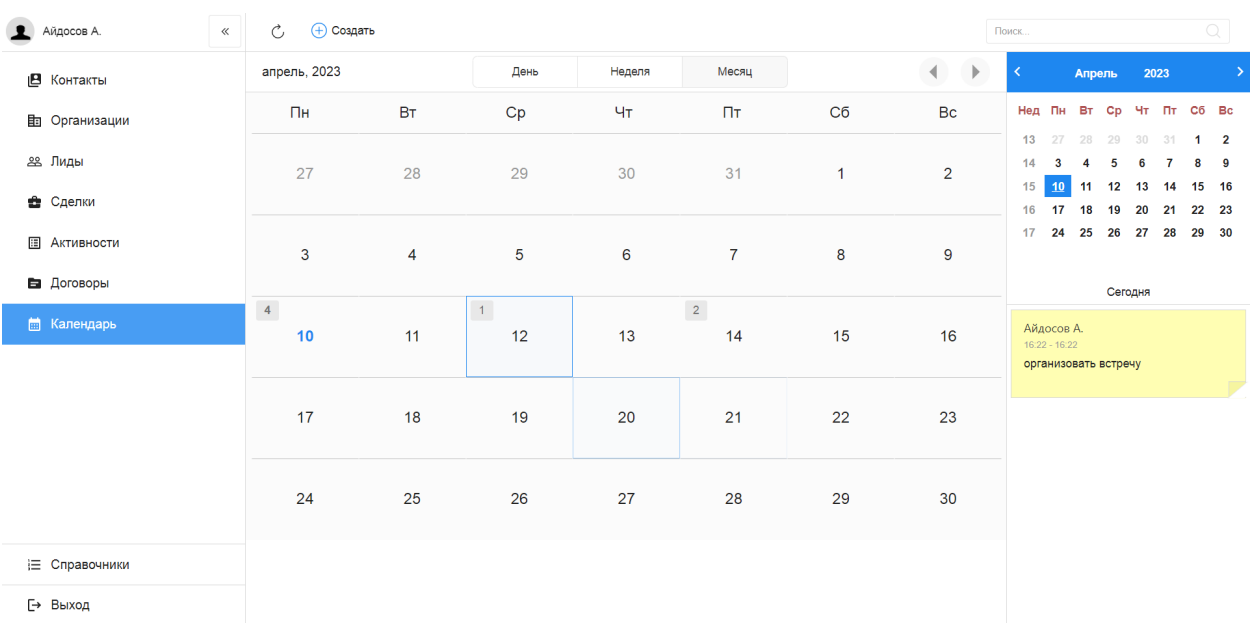 Айдосов А.
«
Создать
Поиск...
Контакты
Организации
Лиды
Сделки
Активности
Договоры
Календарь
Справочники
Выход
апрель, 2023
День Неделя Месяц
Пн Вт Ср Чт Пт Сб Вс
27 28 29 30 31 1 2
3 4 5 6 7 8 9
4 1 2
10 11 12 13 14 15 16
17 18 19 20 21 22 23
24 25 26 27 28 29 30
Апрель 2023
Нед Пн Вт Ср Чт Пт Сб Вс
13 27 28 29 30 31 1 2
14 3 4 5 6 7 8 9
15 10 11 12 13 14 15 16
16 17 18 19 20 21 22 23
17 24 25 26 27 28 29 30
Сегодня
Айдосов А.
16:22 - 16:22
организовать встречу